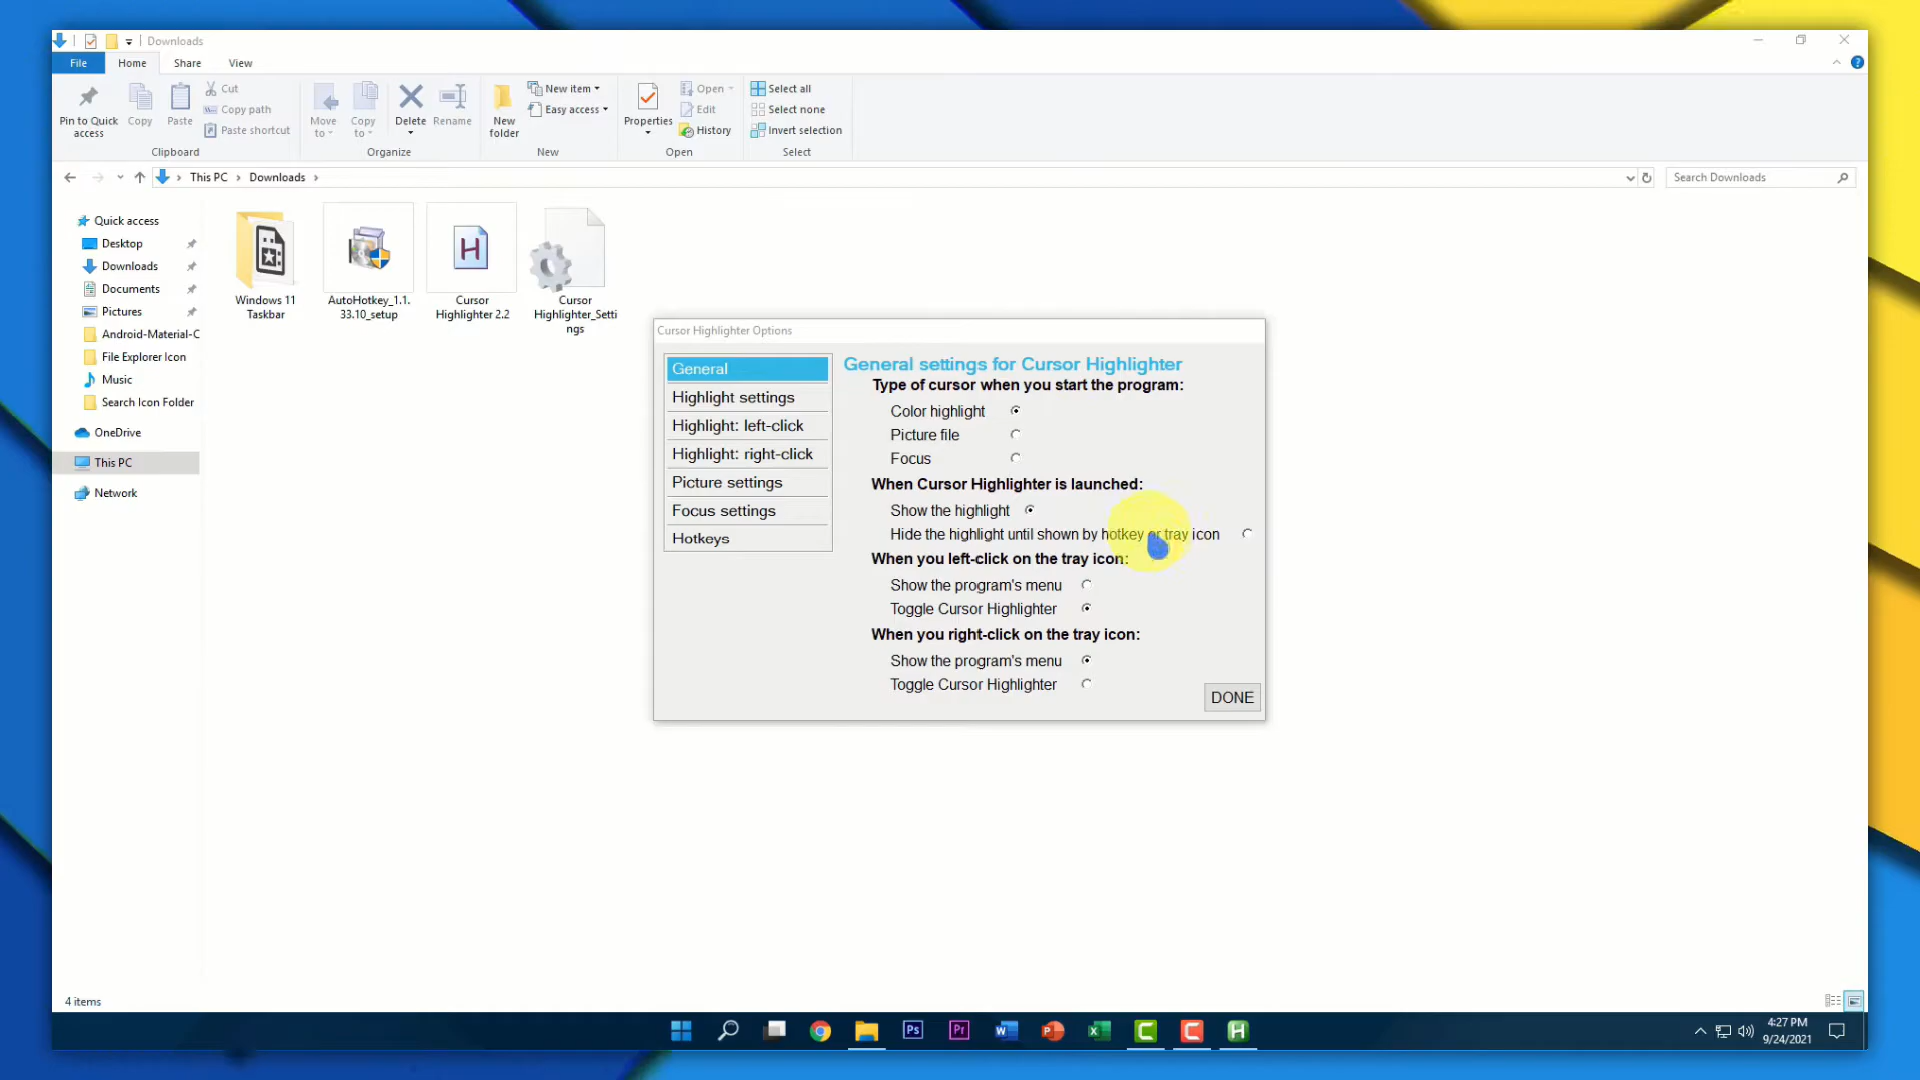 Downloads
File
Home
Share
View
Pin to Quick
access
Copy
Paste
Cut
Copy path
Paste shortcut
Clipboard
Move
to
Copy
to
Delete
Rename
Organize
New
folder
New item
Easy access
New
Properties
Open
Edit
History
Open
Select all
Select none
Invert selection
Select
This PC
Downloads
Search Downloads
Quick access
Desktop
Downloads
Documents
Pictures
Android-Material-C
File Explorer Icon
Music
Search Icon Folder
OneDrive
This PC
Network
Windows 11
Taskbar
AutoHotkey_1.1.
33.10_setup
H
Cursor
Highlighter 2.2
Cursor
Highlighter_Setti
ngs
Cursor Highlighter Options
General
Highlight settings
Highlight: left-click
Highlight: right-click
Picture settings
Focus settings
Hotkeys
General settings for Cursor Highlighter
Type of cursor when you start the program:
Color highlight
Picture file
Focus
When Cursor Highlighter is launched:
Show the highlight
Hide the highlight until shown by hotkey or tray icon
When you left-click on the tray icon:
Show the program's menu
Toggle Cursor Highlighter
When you right-click on the tray icon:
Show the program's menu
Toggle Cursor Highlighter
DONE
4 items
Ps
Pr
W
P
X
C
C
H
4:27 PM
9/24/2021